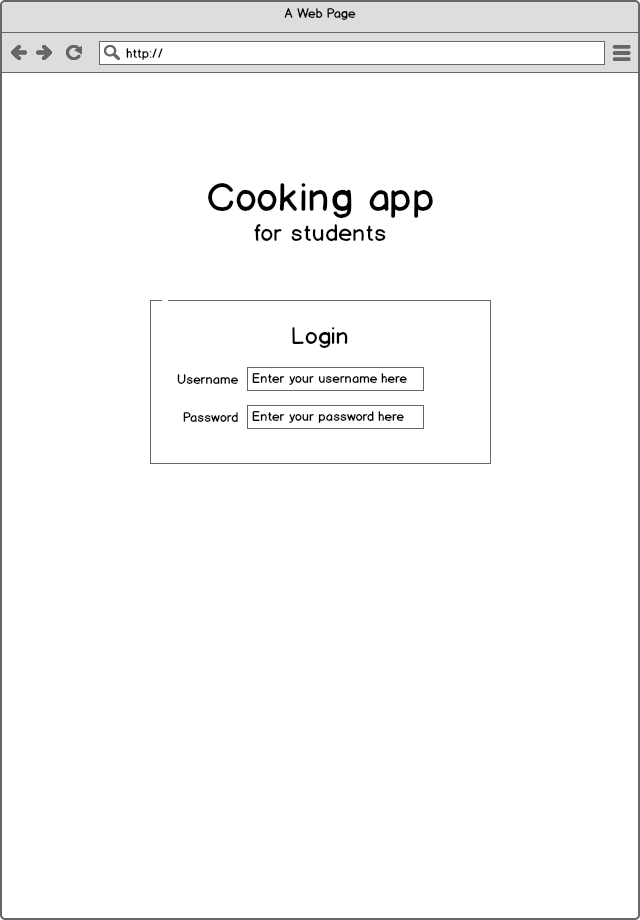 A Web Page
http://
Cooking app
for students
Login
Username Enter your username here
Password Enter your password here